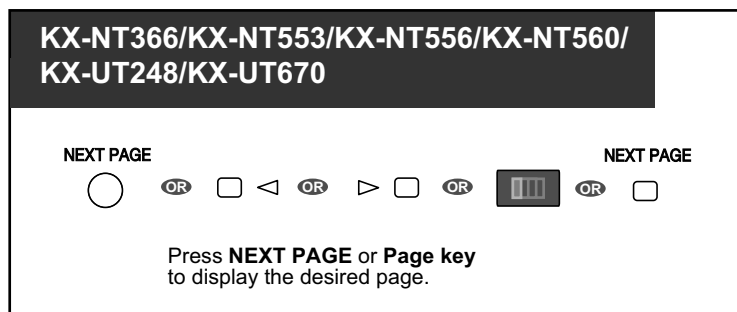 KX-NT366/KX-NT553/KX-NT556/KX-NT560/
KX-UT248/KX-UT670
NEXT PAGE
NEXT PAGE
OR OR OR OR
Press NEXT PAGE or Page key
to display the desired page.